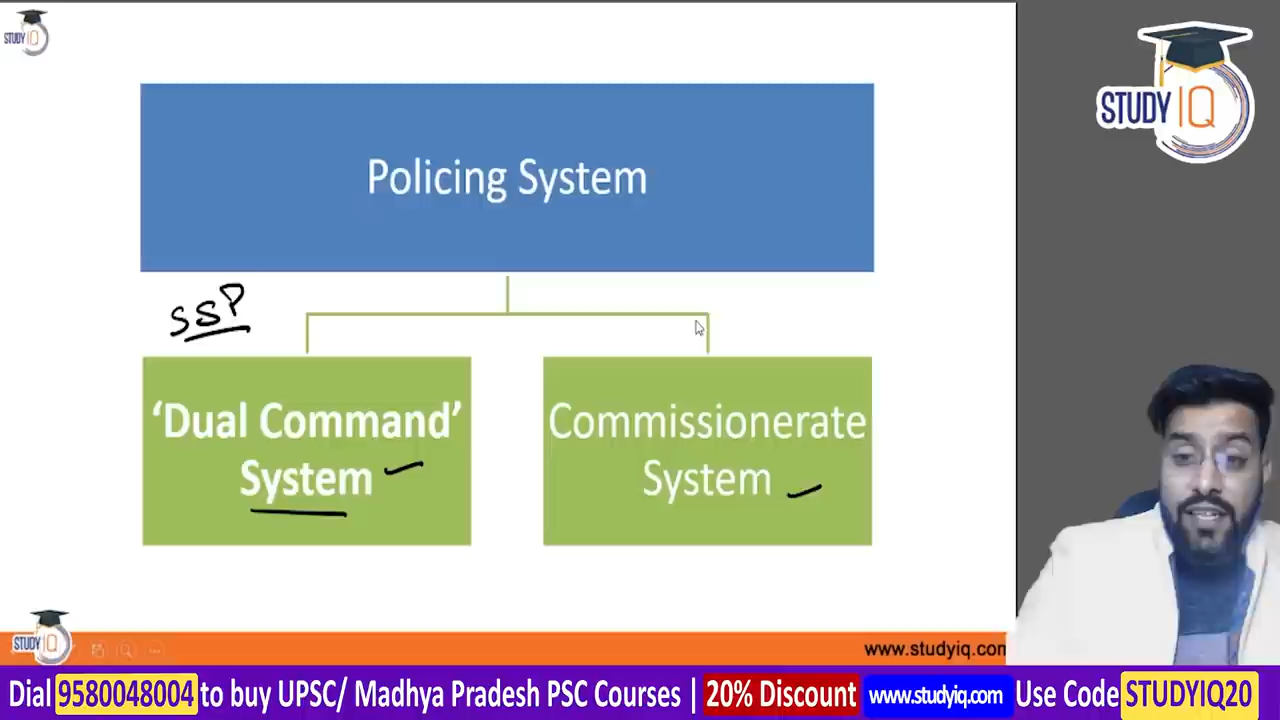 STUDY IQ
STUDY IQ
Policing System
SSP
‘Dual Command’
System
Commissionerate
System
STUDY IQ
www.studyiq.com
Dial 9580048004 to buy UPSC/ Madhya Pradesh PSC Courses | 20% Discount www.studyiq.com Use Code STUDYIQ20